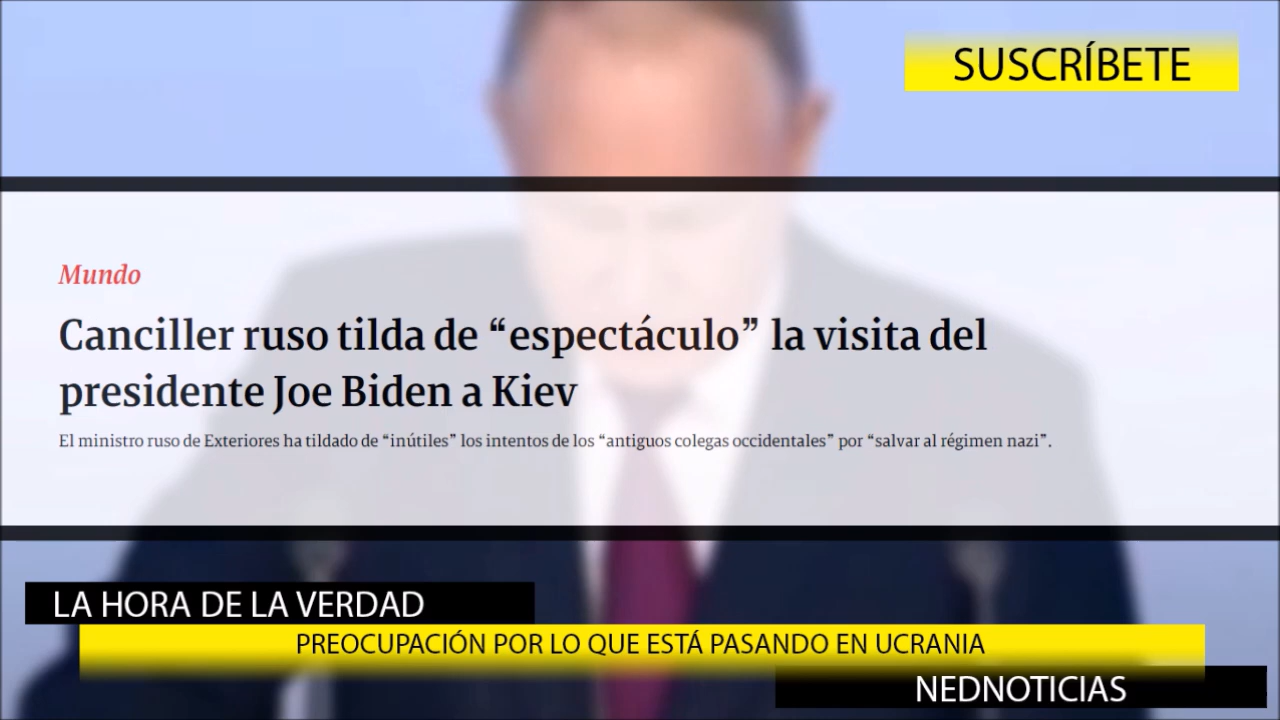 SUSCRÍBETE
Mundo
Canciller ruso tilda de “espectáculo” la visita del
presidente Joe Biden a Kiev
El ministro ruso de Exteriores ha tildado de “inútiles” los intentos de los “antiguos colegas occidentales” por “salvar al régimen nazi”.
LA HORA DE LA VERDAD
PREOCUPACIÓN POR LO QUE ESTÁ PASANDO EN UCRANIA
NEDNOTICIAS